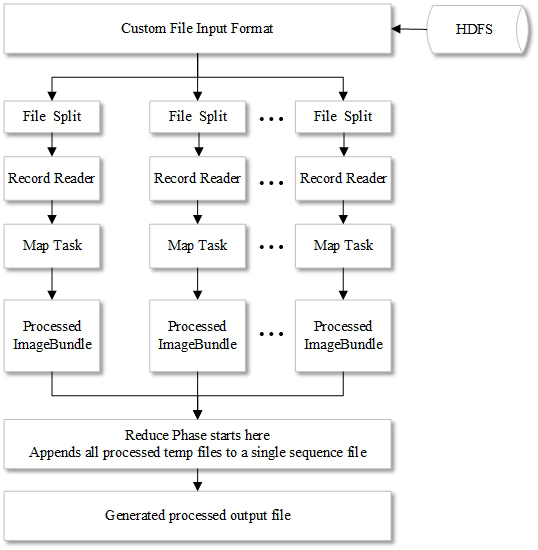 Custom File Input Format
HDFS
File Split
File Split
...
File Split
Record Reader
Record Reader
...
Record Reader
Map Task
Map Task
...
Map Task
Processed
ImageBundle
Processed
ImageBundle
...
Processed
ImageBundle
Reduce Phase starts here
Appends all processed temp files to a single sequence file
Generated processed output file